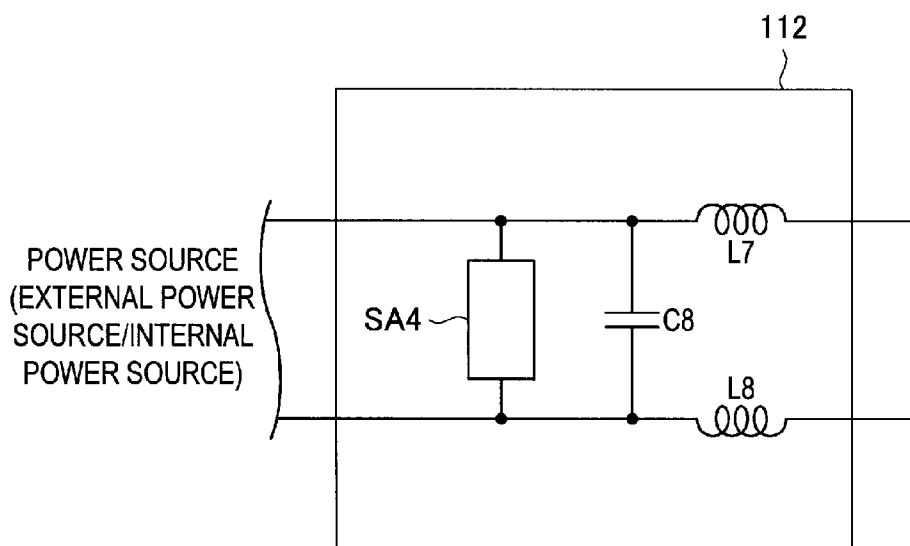 112
L7
POWER SOURCE
(EXTERNAL POWER
SOURCE/INTERNAL
POWER SOURCE)
SA4
C8
L8